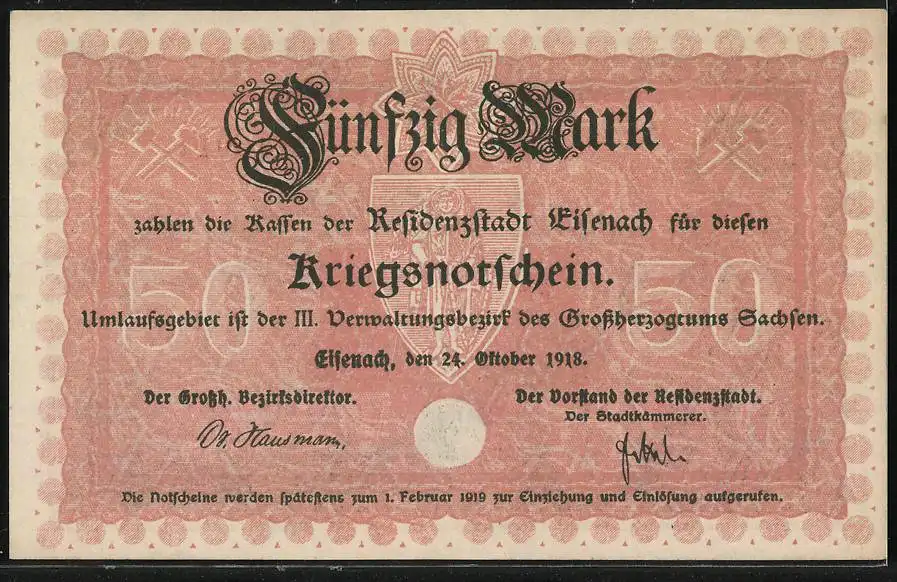 Fünfzig Mark
50 50
zahlen die Kassen der Residenzstadt Eisenach für diesen
Kriegsnotschein.
Umlaufsgebiet ist der III. Verwaltungsbezirk des Großherzogtums Sachsen.
Eisenach, den 24. Oktober 1918.
Der Großh. Bezirksdirektor.
Der Vorstand der Residenzstadt.
Der Stadtkämmerer.
Die Notscheine werden spätestens zum 1. Februar 1919 zur Einziehung und Einlösung aufgerufen.